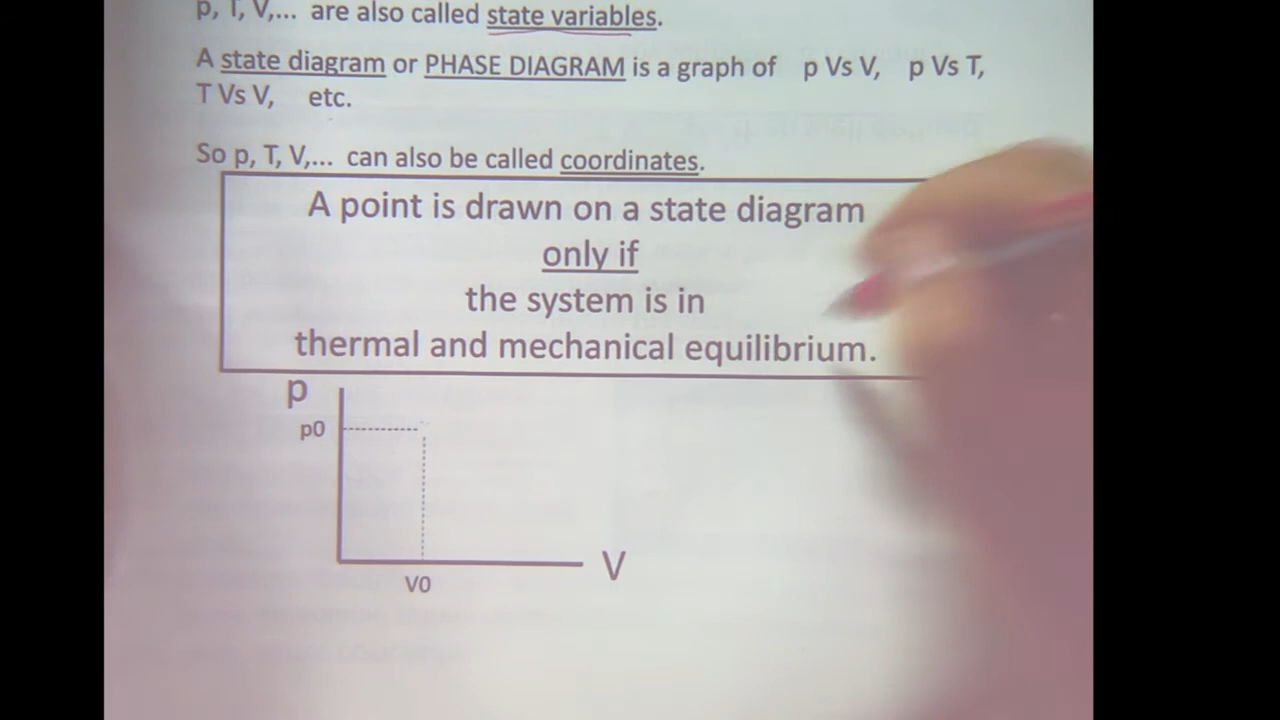 p, T, V,... are also called state variables.
A state diagram or PHASE DIAGRAM is a graph of p Vs V, p Vs T,
T Vs V, etc.
So p, T, V,... can also be called coordinates.
A point is drawn on a state diagram
only if
the system is in
thermal and mechanical equilibrium.
p
p0
V
V0